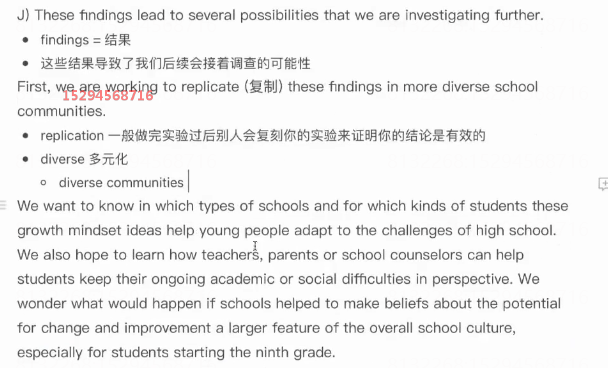 J) These findings lead to several possibilities that we are investigating further.
findings = 结果
这些结果导致了我们后续会接着调查的可能性
First, we are working to replicate (复制) these findings in more diverse school
15294568716
communities.
replication 一般做完实验过后别人会复刻你的实验来证明你的结论是有效的
diverse 多元化
diverse communities
We want to know in which types of schools and for which kinds of students these
growth mindset ideas help young people adapt to the challenges of high school.
We also hope to learn how teachers, parents or school counselors can help
students keep their ongoing academic or social difficulties in perspective. We
wonder what would happen if schools helped to make beliefs about the potential
for change and improvement a larger feature of the overall school culture,
especially for students starting the ninth grade.